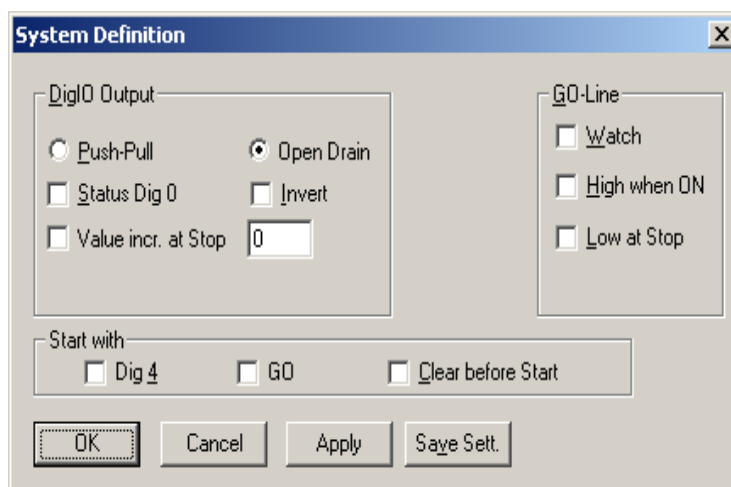 System Definition
DigIO Output
Push-Pull Open Drain
Status Dig 0 Invert
Value incr. at Stop 0
GO-Line
Watch
High when ON
Low at Stop
Start with
Dig 4 GO Clear before Start
OK Cancel Apply Save Sett.